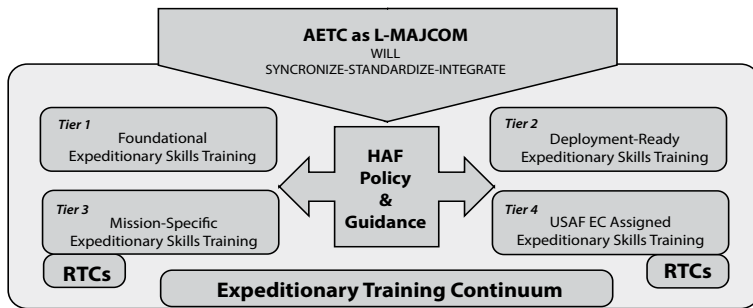 AETC as L-MAJCOM
WILL
SYNCRONIZE-STANDARDIZE-INTEGRATE
Tier 1
Foundational
Expeditionary Skills Training
Tier 2
Deployment-Ready
Expeditionary Skills Training
HAF
Policy
&
Guidance
Tier 3
Mission-Specific
Expeditionary Skills Training
RTCs
Tier 4
USAF EC Assigned
Expeditionary Skills Training
RTCs
Expeditionary Training Continuum